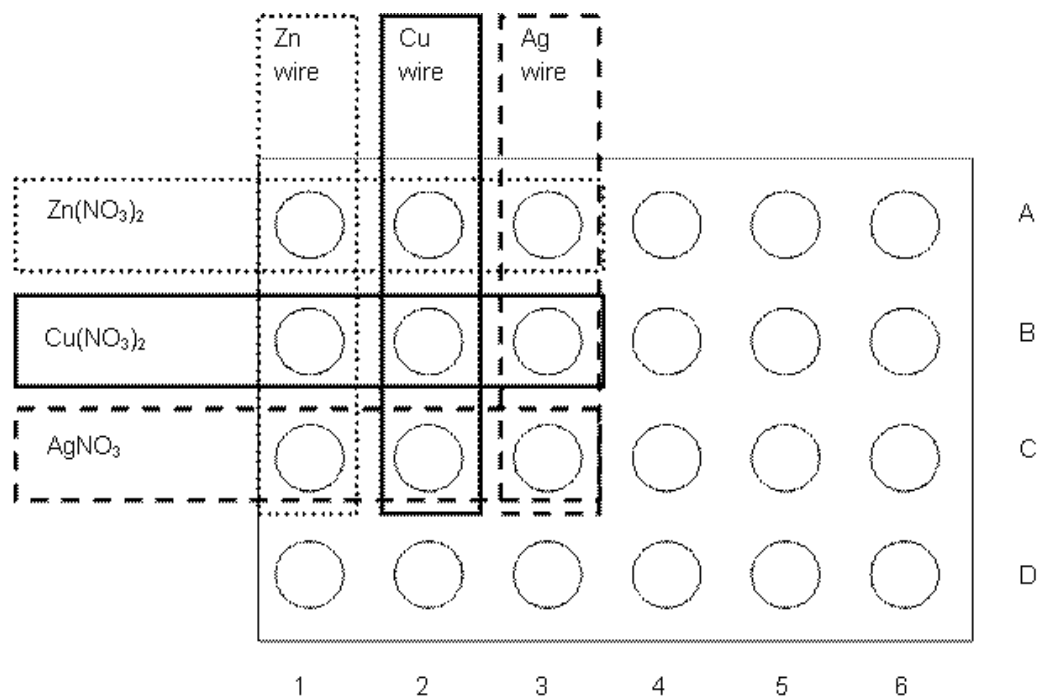 Zn
wire
Cu
wire
Ag
wire
Zn(NO₃)₂
A
Cu(NO₃)₂
B
AgNO₃
C
D
1 2 3 4 5 6